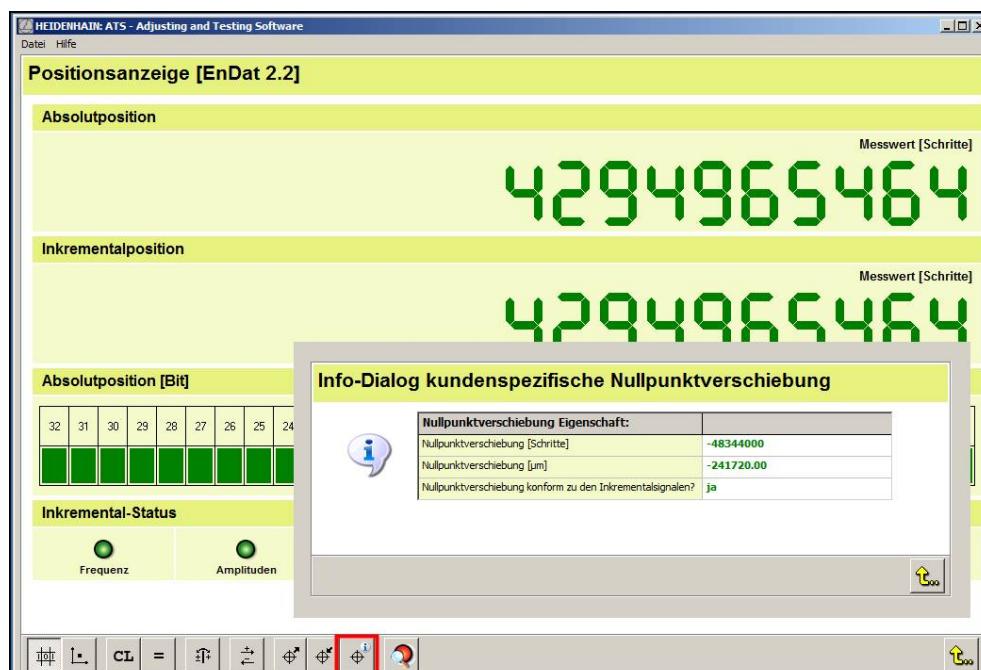 HEIDENHAIN: ATS - Adjusting and Testing Software
Datei Hilfe
Positionsanzeige [EnDat 2.2]
Absolutposition
Messwert [Schritte]
4294965464
Inkrementalposition
Messwert [Schritte]
4294965464
Absolutposition [Bit]
32 31 30 29 28 27 26 25 24
Info-Dialog kundenspezifische Nullpunktverschiebung
Nullpunktverschiebung Eigenschaft:
Nullpunktverschiebung [Schritte] -48344000
Nullpunktverschiebung [µm] -241720.00
Nullpunktverschiebung konform zu den Inkrementalsignalen? ja
Inkremental-Status
Frequenz Amplituden
CL =